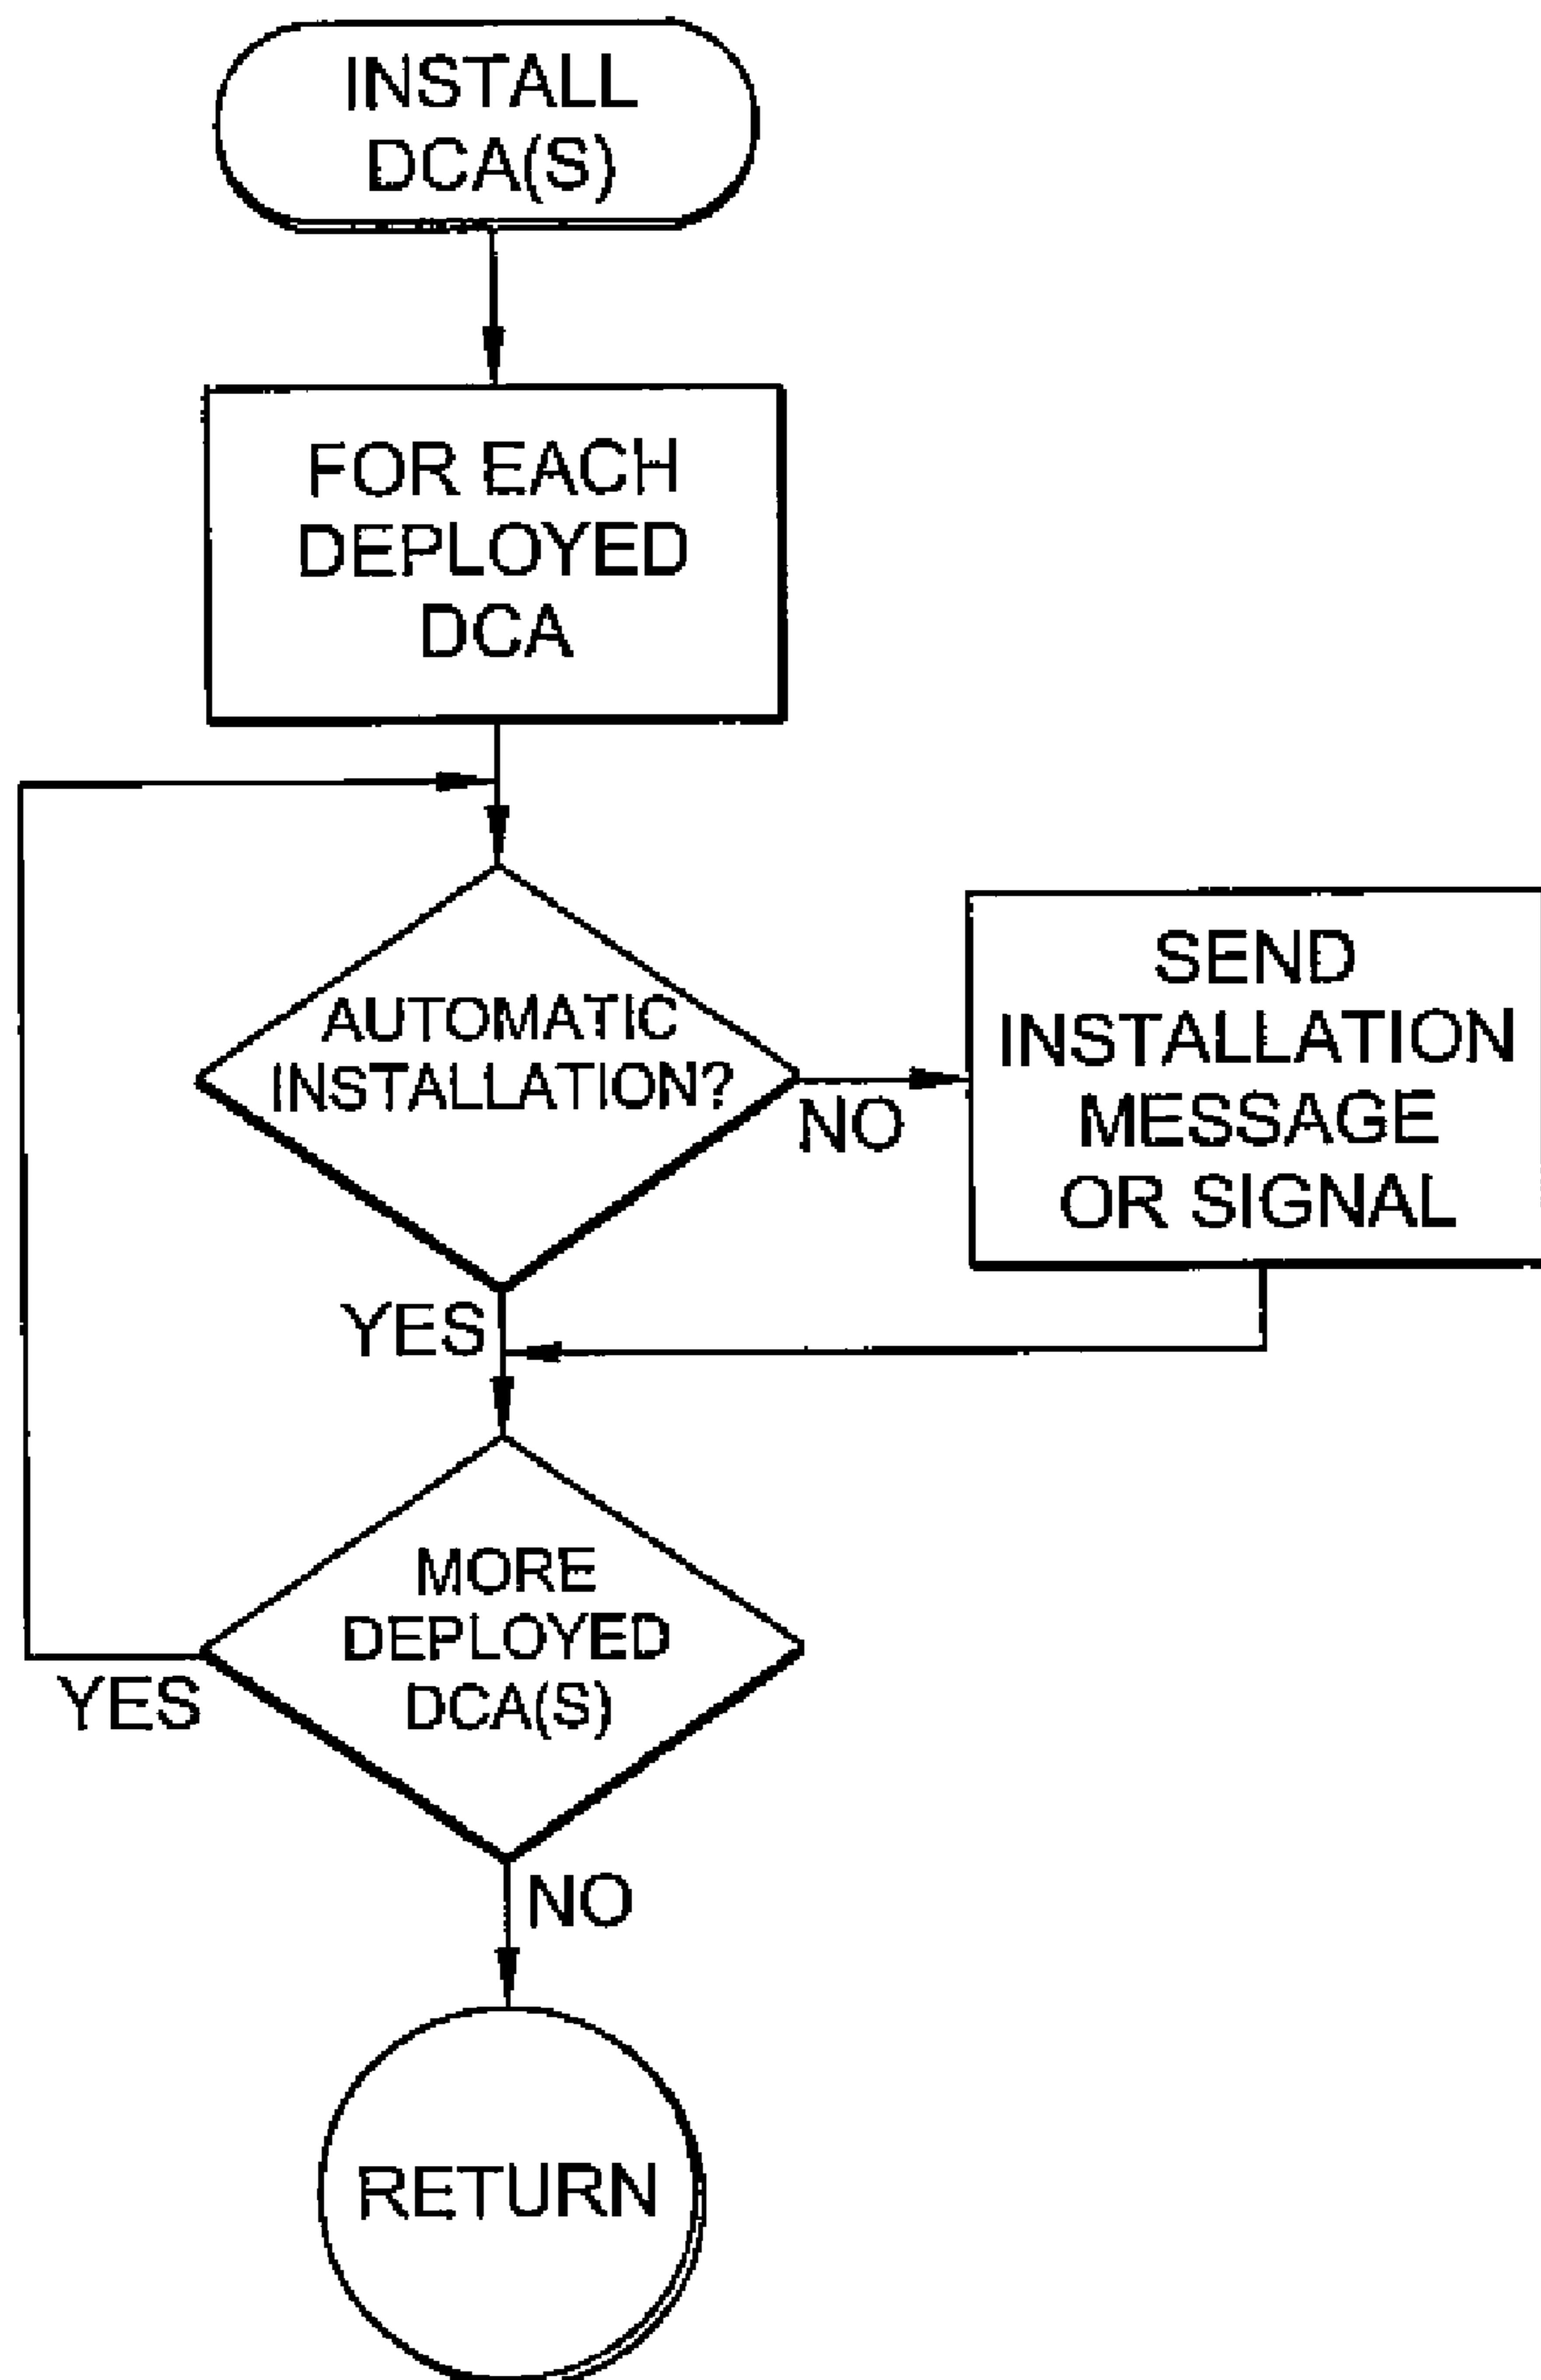 INSTALL
DCA(S)
FOR EACH
DEPLOYED
DCA
AUTOMATIC
INSTALLATION?
NO
SEND
INSTALLATION
MESSAGE
OR SIGNAL
YES
MORE
DEPLOYED
DCA(S)
YES
NO
RETURN